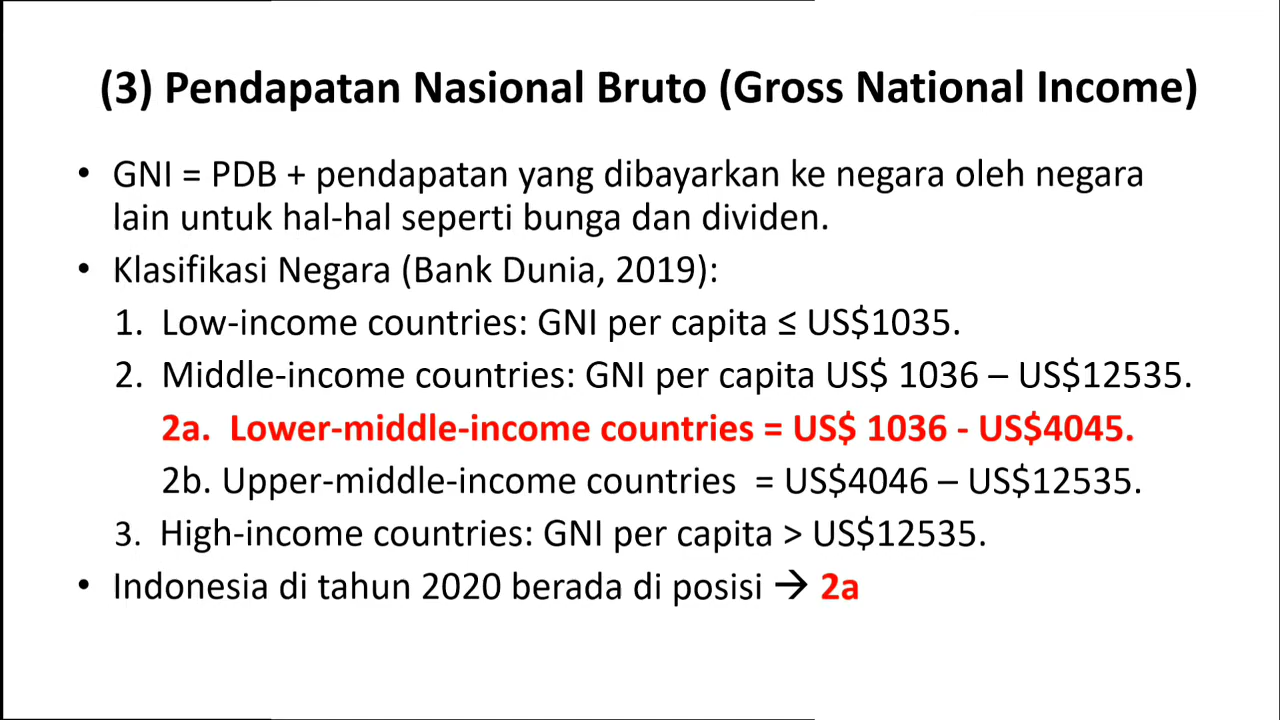 (3) Pendapatan Nasional Bruto (Gross National Income)
• GNI = PDB + pendapatan yang dibayarkan ke negara oleh negara
lain untuk hal-hal seperti bunga dan dividen.
• Klasifikasi Negara (Bank Dunia, 2019):
1. Low-income countries: GNI per capita ≤ US$1035.
2. Middle-income countries: GNI per capita US$ 1036 – US$12535.
2a. Lower-middle-income countries = US$ 1036 - US$4045.
2b. Upper-middle-income countries = US$4046 – US$12535.
3. High-income countries: GNI per capita > US$12535.
• Indonesia di tahun 2020 berada di posisi → 2a